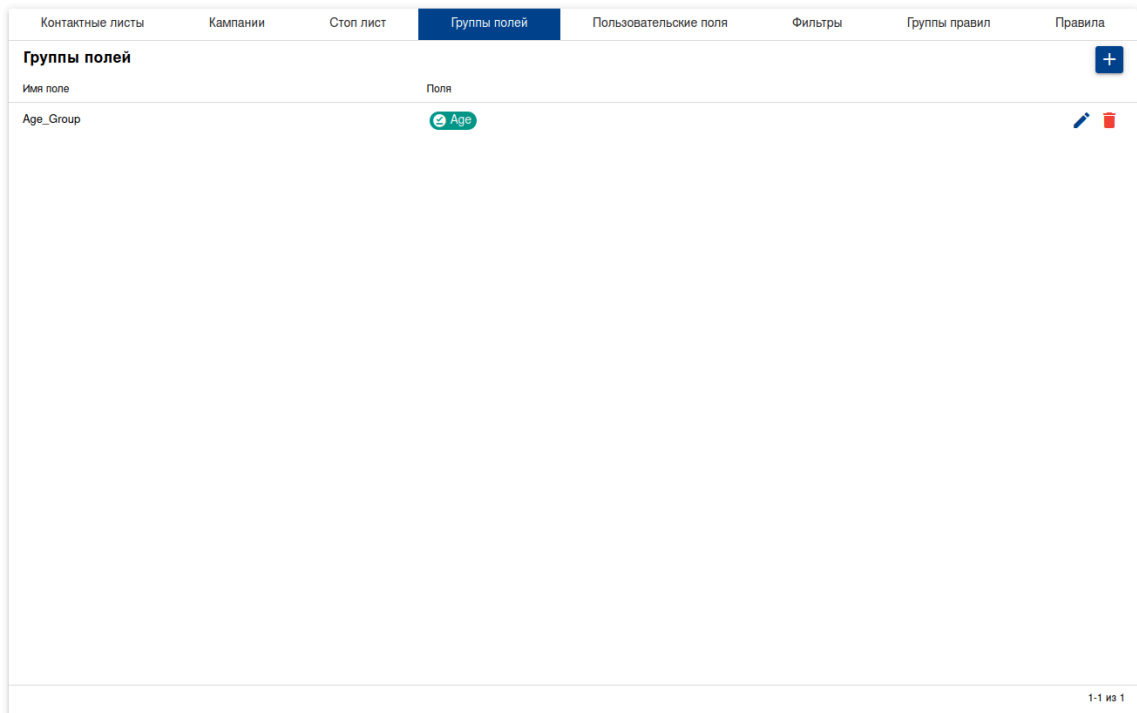 Контактные листы Кампании Стоп лист Группы полей Пользовательские поля Фильтры Группы правил Правила
Группы полей
Имя поле Поля
Age_Group Age
1-1 из 1